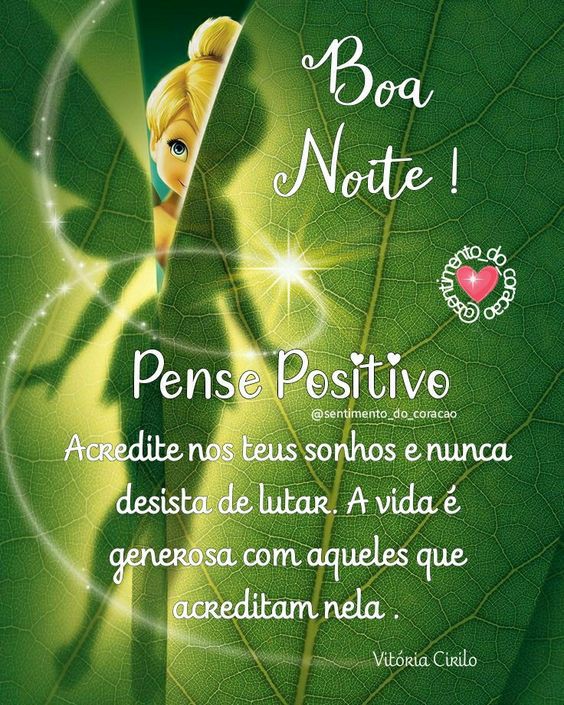 Boa
Noite !
@sentimento_do_coracao
Pense Positivo
@sentimento_do_coracao
Acredite nos teus sonhos e nunca
desista de lutar. A vida é
generosa com aqueles que
acreditam nela .
Vitória Cirilo